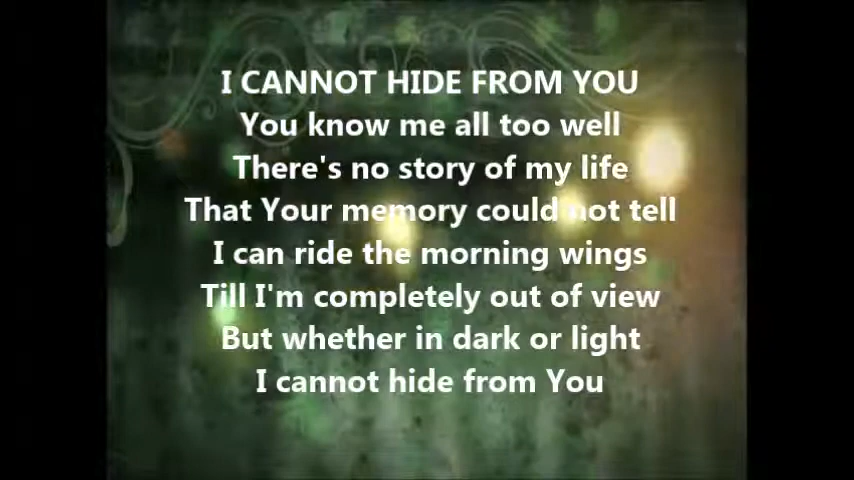 I CANNOT HIDE FROM YOU
You know me all too well
There's no story of my life
That Your memory could not tell
I can ride the morning wings
Till I'm completely out of view
But whether in dark or light
I cannot hide from You